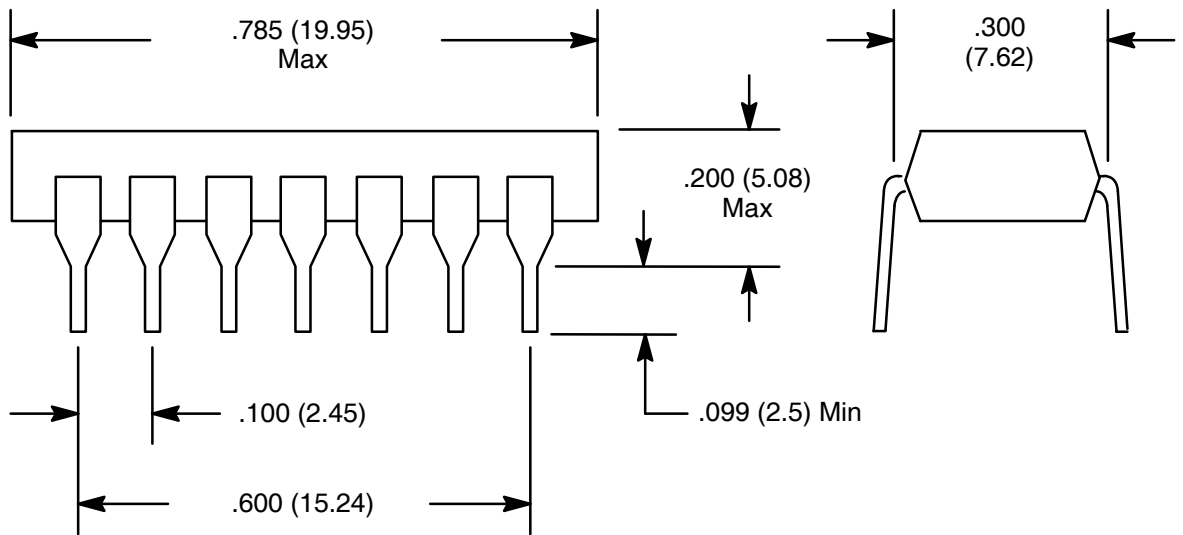 .785 (19.95)
Max
.300
(7.62)
.200 (5.08)
Max
.100 (2.45)
.099 (2.5) Min
.600 (15.24)